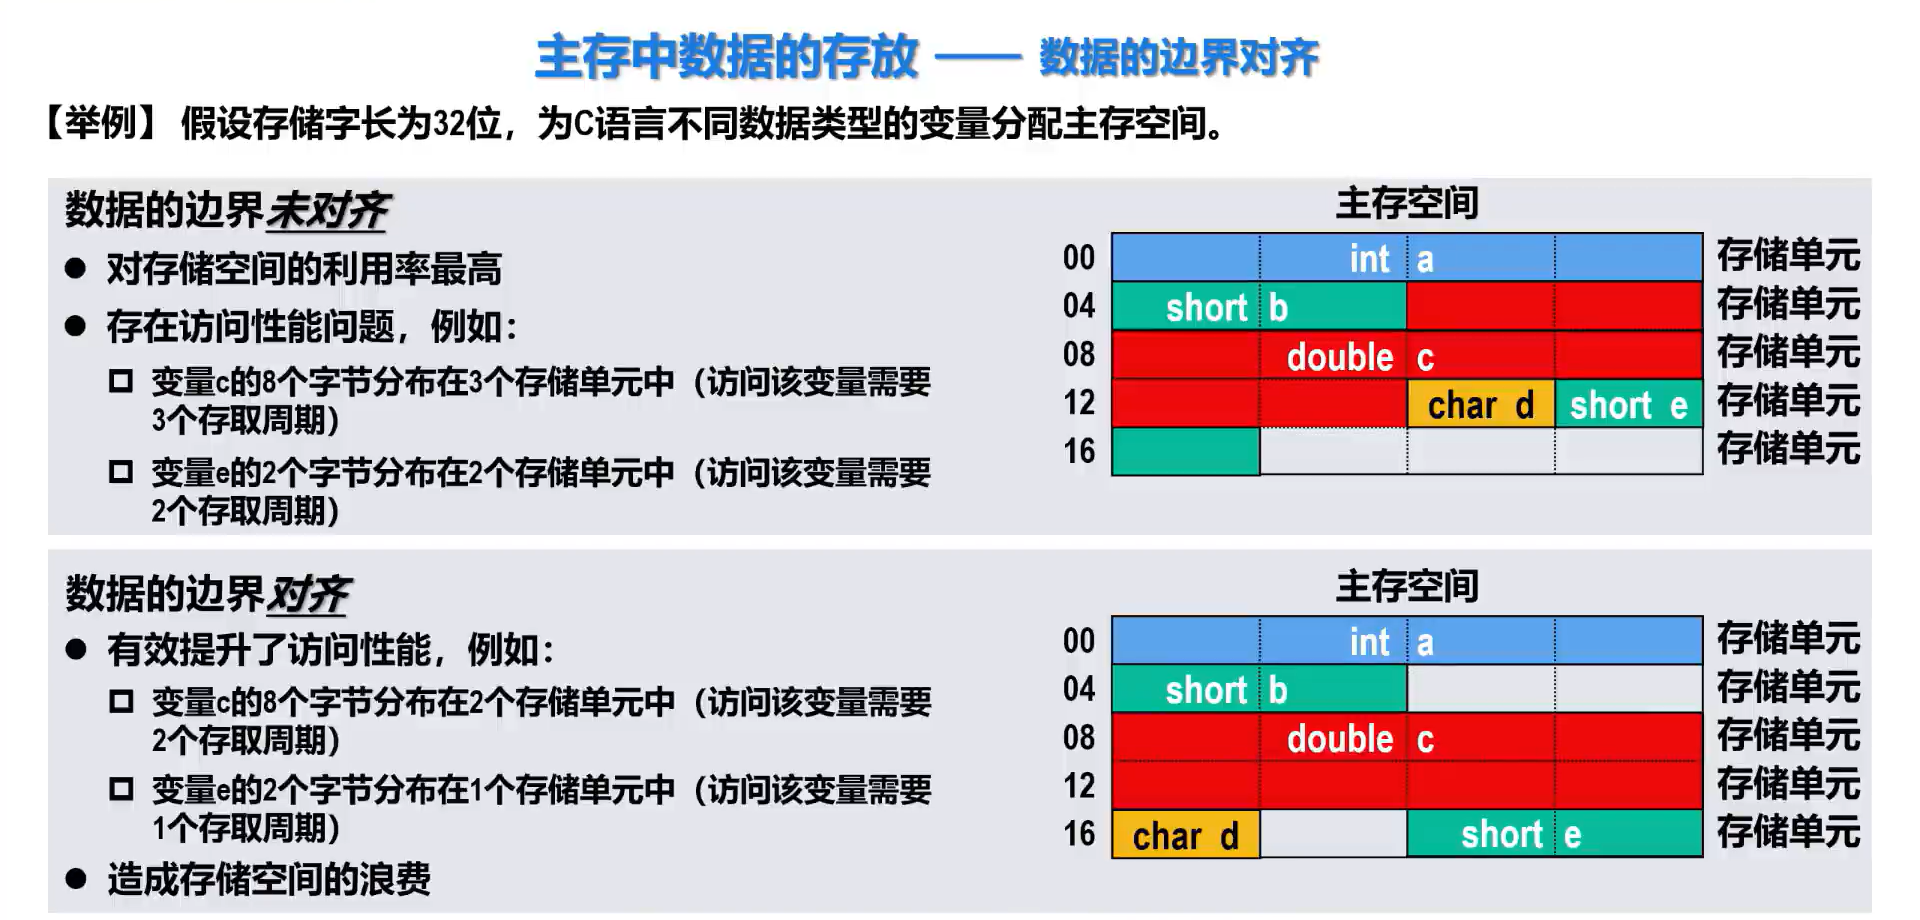 主存中数据的存放 —— 数据的边界对齐
【举例】 假设存储字长为32位，为C语言不同数据类型的变量分配主存空间。
数据的边界未对齐
● 对存储空间的利用率最高
● 存在访问性能问题，例如：
变量c的8个字节分布在3个存储单元中（访问该变量需要
3个存取周期）
变量e的2个字节分布在2个存储单元中（访问该变量需要
2个存取周期）
主存空间
00 int a 存储单元
04 short b 存储单元
08 double c 存储单元
12 char d short e 存储单元
16 存储单元
数据的边界对齐
● 有效提升了访问性能，例如：
变量c的8个字节分布在2个存储单元中（访问该变量需要
2个存取周期）
变量e的2个字节分布在1个存储单元中（访问该变量需要
1个存取周期）
● 造成存储空间的浪费
主存空间
00 int a 存储单元
04 short b 存储单元
08 double c 存储单元
12 存储单元
16 char d short e 存储单元